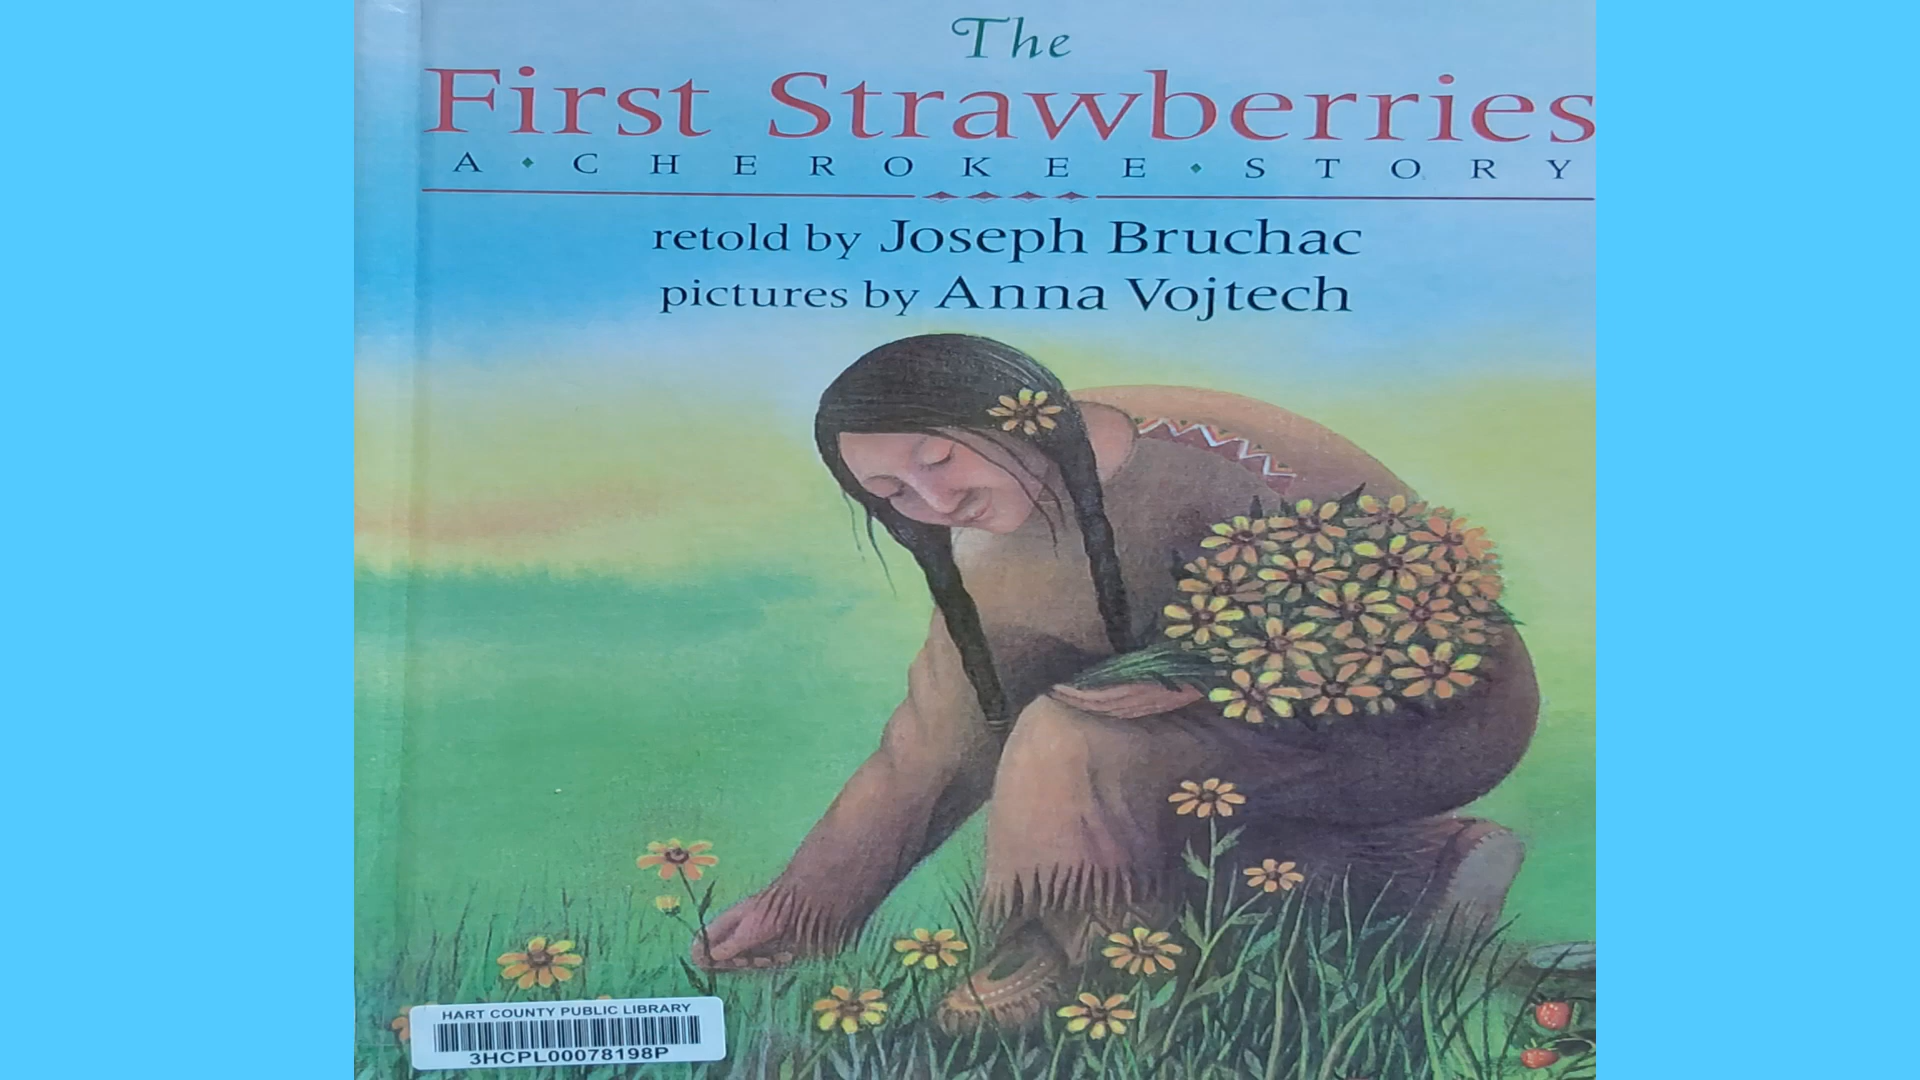 The
First Strawberries
A • CHEROKEE • STORY
retold by Joseph Bruchac
pictures by Anna Vojtech
HART COUNTY PUBLIC LIBRARY
3HCPL00078198P